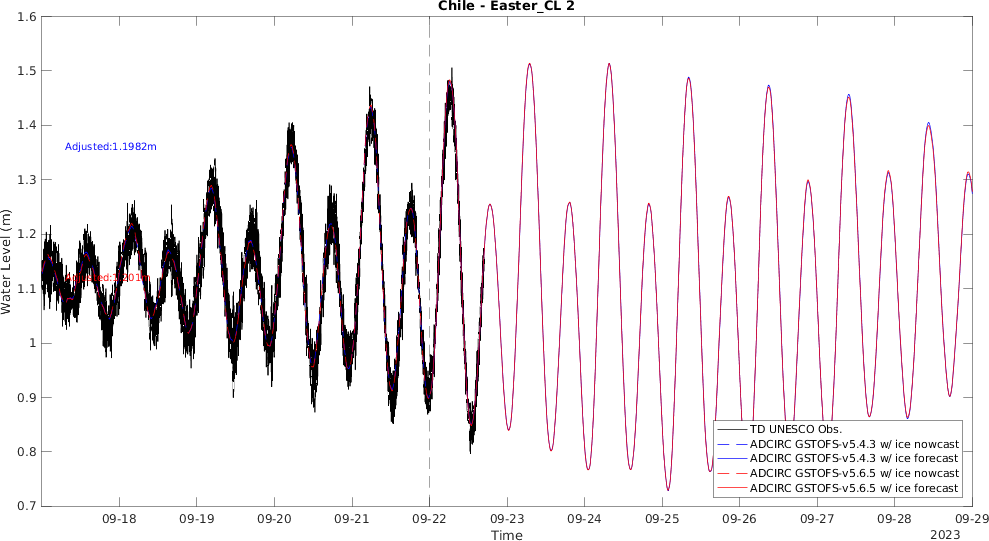 Chile - Easter_CL 2
1.6
1.5
1.4
1.3
1.2
1.1
1
0.9
0.8
0.7
Water Level (m)
Adjusted:1.1982m
Adjusted:1.201m
TD UNESCO Obs.
ADCIRC GSTOFS-v5.4.3 w/ ice nowcast
ADCIRC GSTOFS-v5.4.3 w/ ice forecast
ADCIRC GSTOFS-v5.6.5 w/ ice nowcast
ADCIRC GSTOFS-v5.6.5 w/ ice forecast
09-18 09-19 09-20 09-21 09-22 09-23 09-24 09-25 09-26 09-27 09-28 09-29
Time
2023